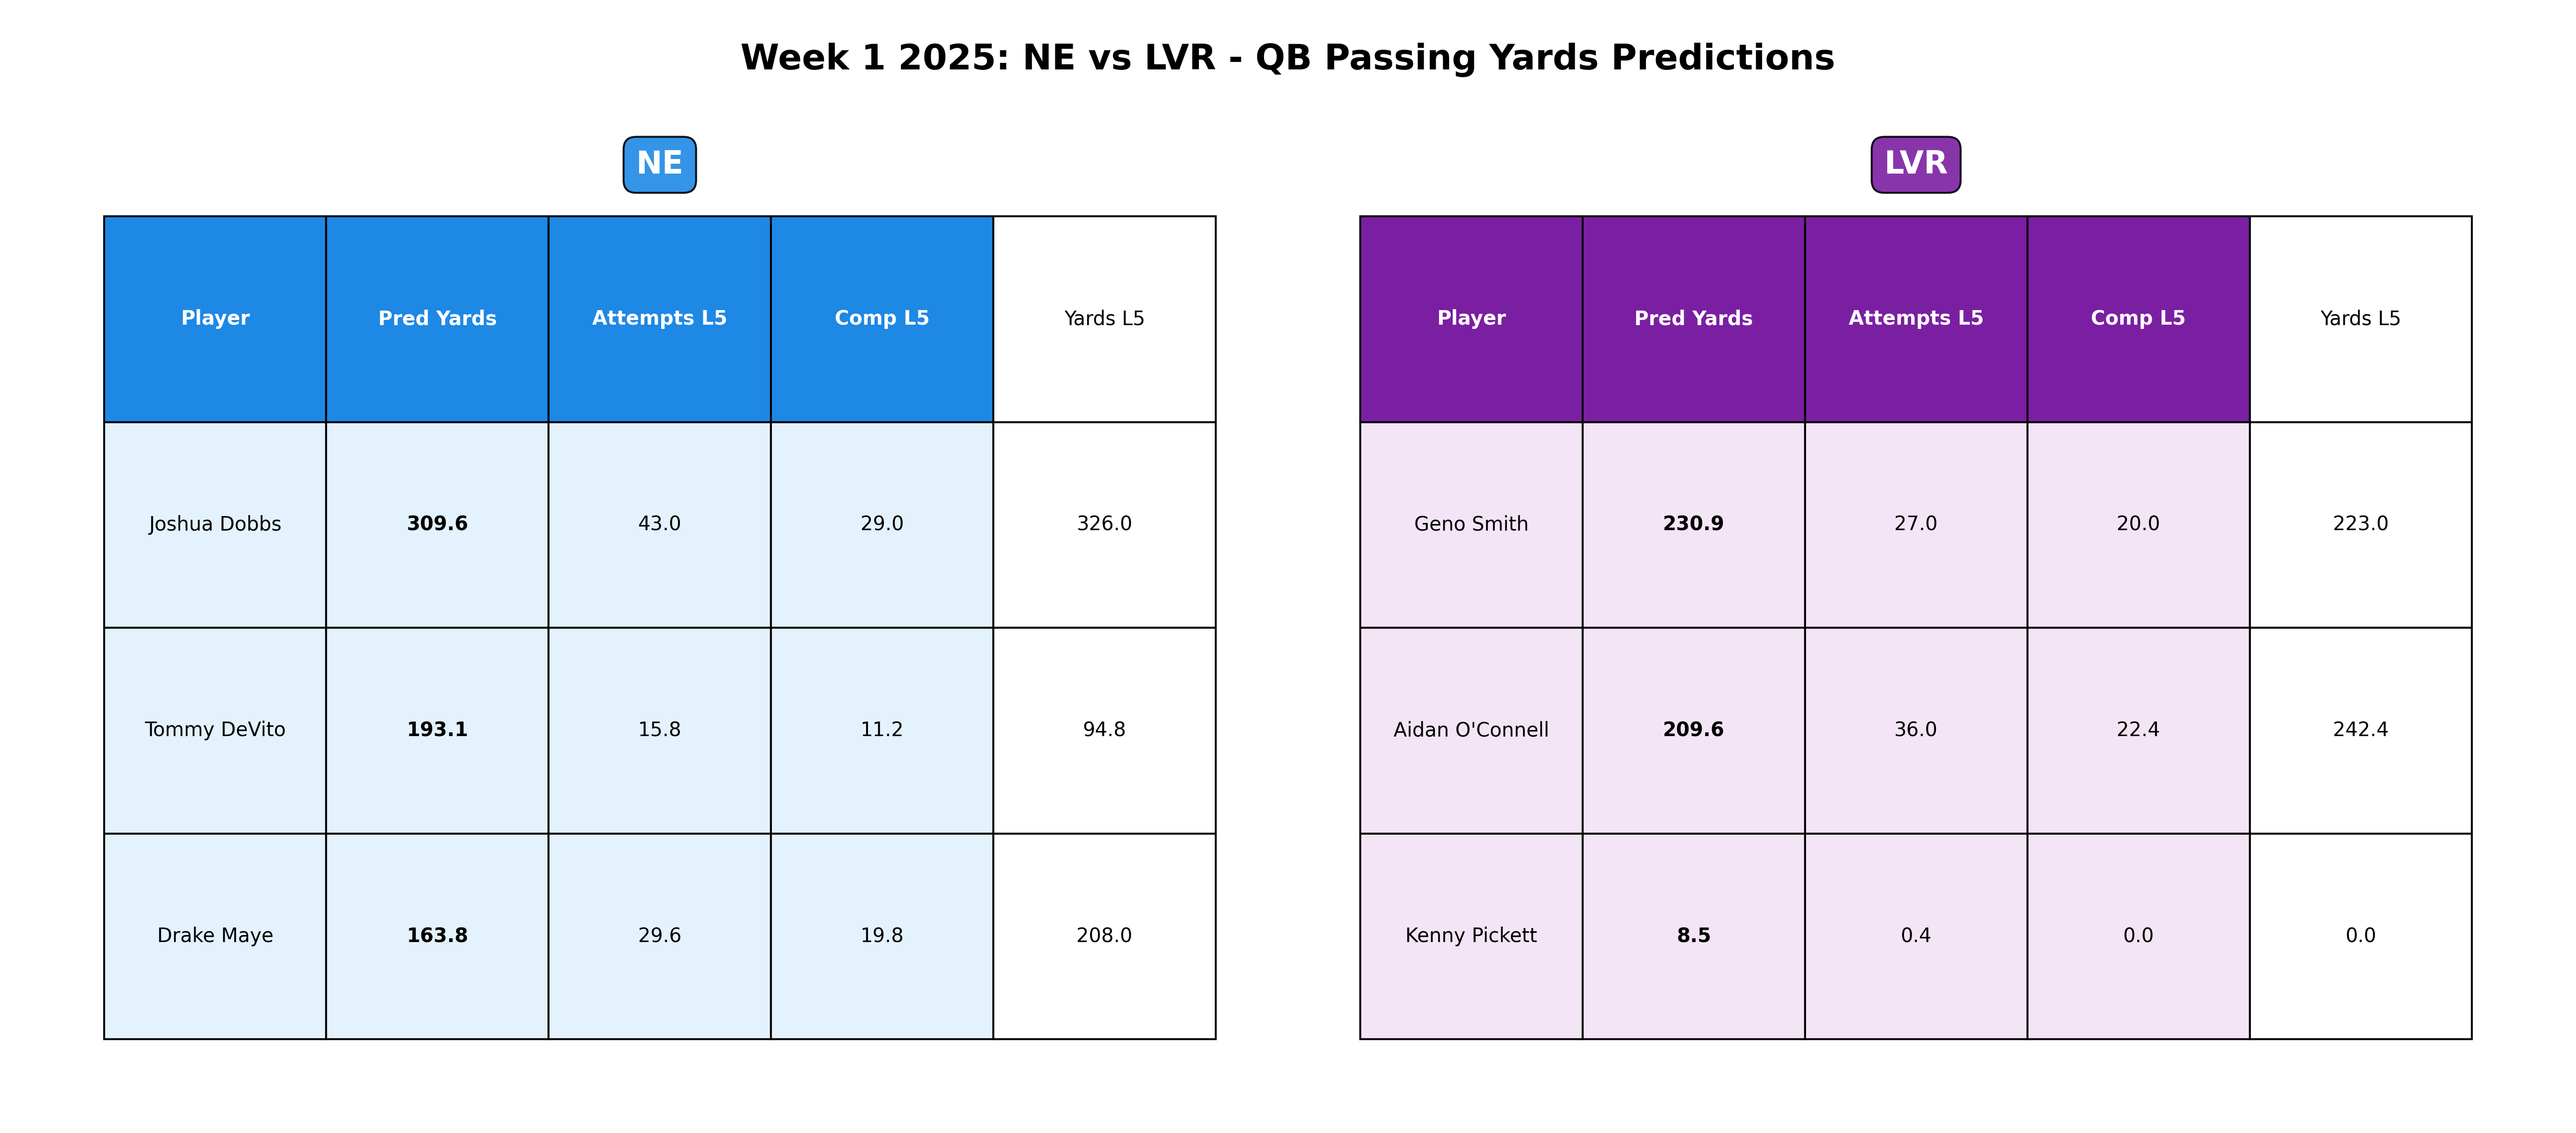 Week 1 2025: NE vs LVR - QB Passing Yards Predictions
NE
Player Pred Yards Attempts L5 Comp L5 Yards L5
Joshua Dobbs 309.6 43.0 29.0 326.0
Tommy DeVito 193.1 15.8 11.2 94.8
Drake Maye 163.8 29.6 19.8 208.0
LVR
Player Pred Yards Attempts L5 Comp L5 Yards L5
Geno Smith 230.9 27.0 20.0 223.0
Aidan O'Connell 209.6 36.0 22.4 242.4
Kenny Pickett 8.5 0.4 0.0 0.0